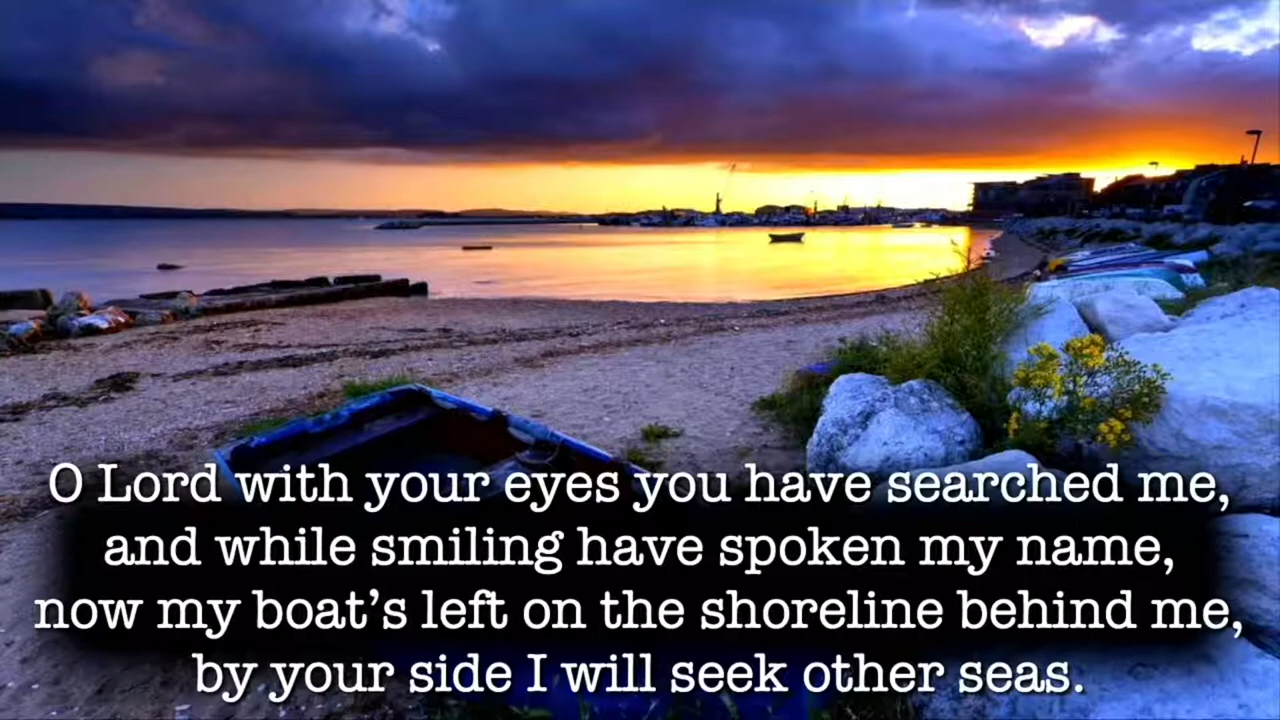 O Lord with your eyes you have searched me,
and while smiling have spoken my name,
now my boat’s left on the shoreline behind me,
by your side I will seek other seas.